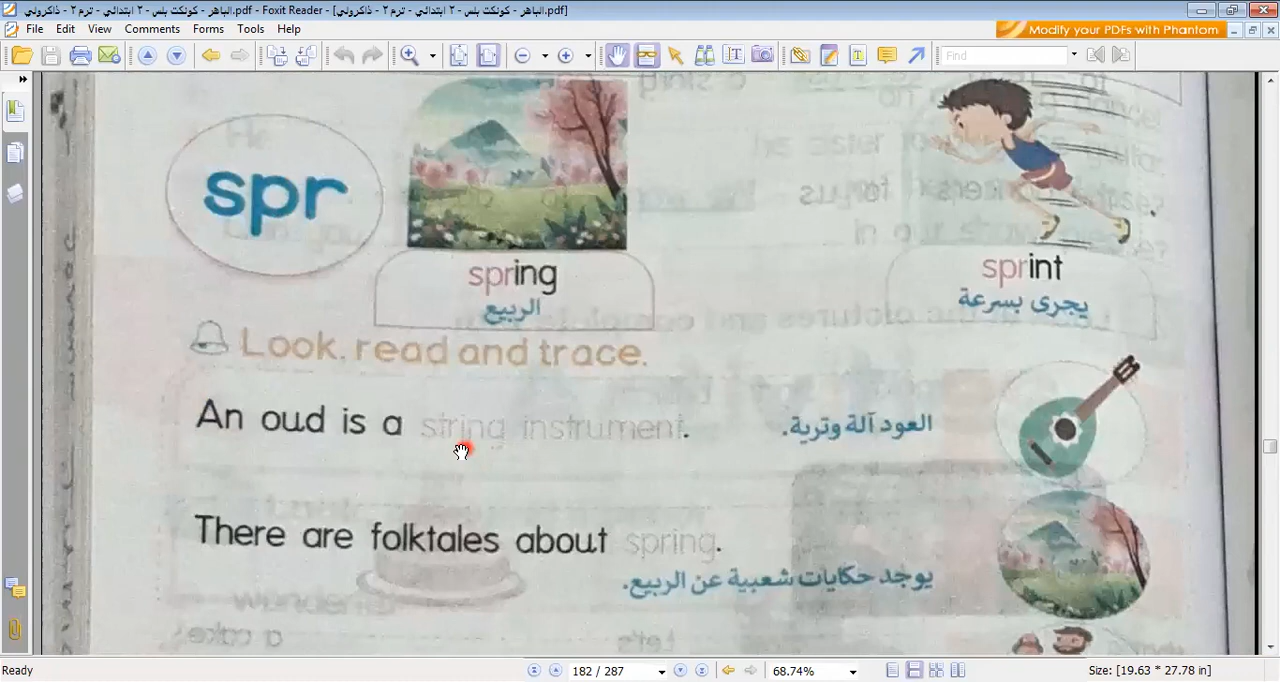 الباهر - كونكت بلس - ٢ ابتدائي - ترم ٢ - ذاكرولي.pdf - Foxit Reader - [الباهر - كونكت بلس - ٢ ابتدائي - ترم ٢ - ذاكرولي.pdf]
File Edit View Comments Forms Tools Help
Modify your PDFs with Phantom
Find
spr
spring
الربيع
sprint
يجرى بسرعة
Look, read and trace.
An oud is a string instrument.
العود آلة وترية.
There are folktales about spring.
يوجد حكايات شعبية عن الربيع.
Ready
182 / 287
68.74%
Size: [19.63 * 27.78 in]